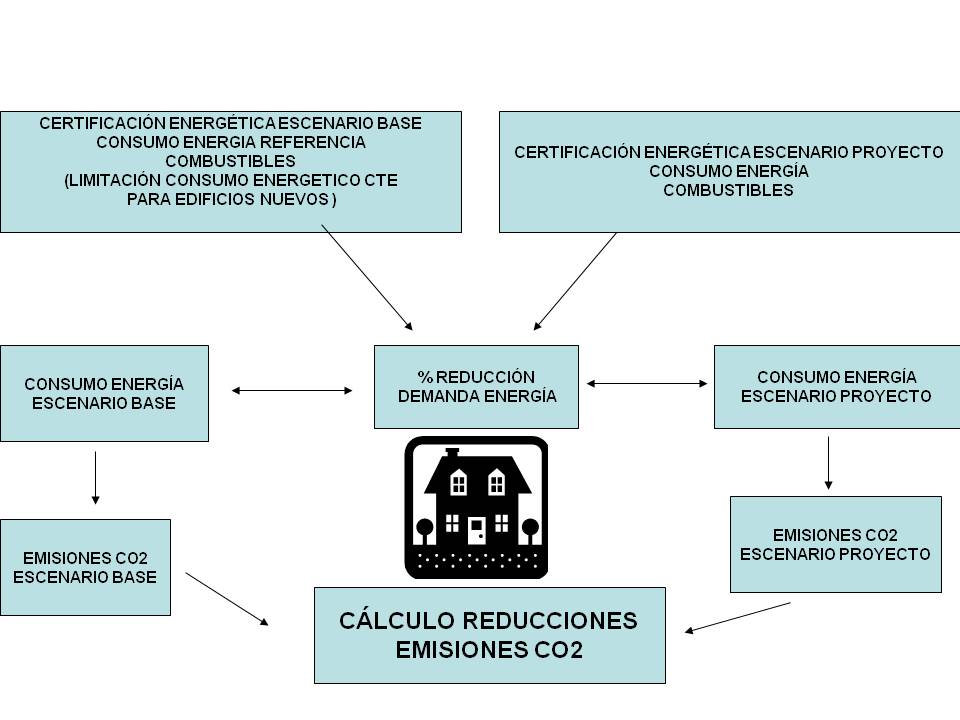 CERTIFICACIÓN ENERGÉTICA ESCENARIO BASE
CONSUMO ENERGIA REFERENCIA
COMBUSTIBLES
(LIMITACIÓN CONSUMO ENERGETICO CTE
PARA EDIFICIOS NUEVOS )
CERTIFICACIÓN ENERGÉTICA ESCENARIO PROYECTO
CONSUMO ENERGÍA
COMBUSTIBLES
CONSUMO ENERGÍA
ESCENARIO BASE
% REDUCCIÓN
DEMANDA ENERGÍA
CONSUMO ENERGÍA
ESCENARIO PROYECTO
EMISIONES CO2
ESCENARIO BASE
EMISIONES CO2
ESCENARIO PROYECTO
CÁLCULO REDUCCIONES
EMISIONES CO2